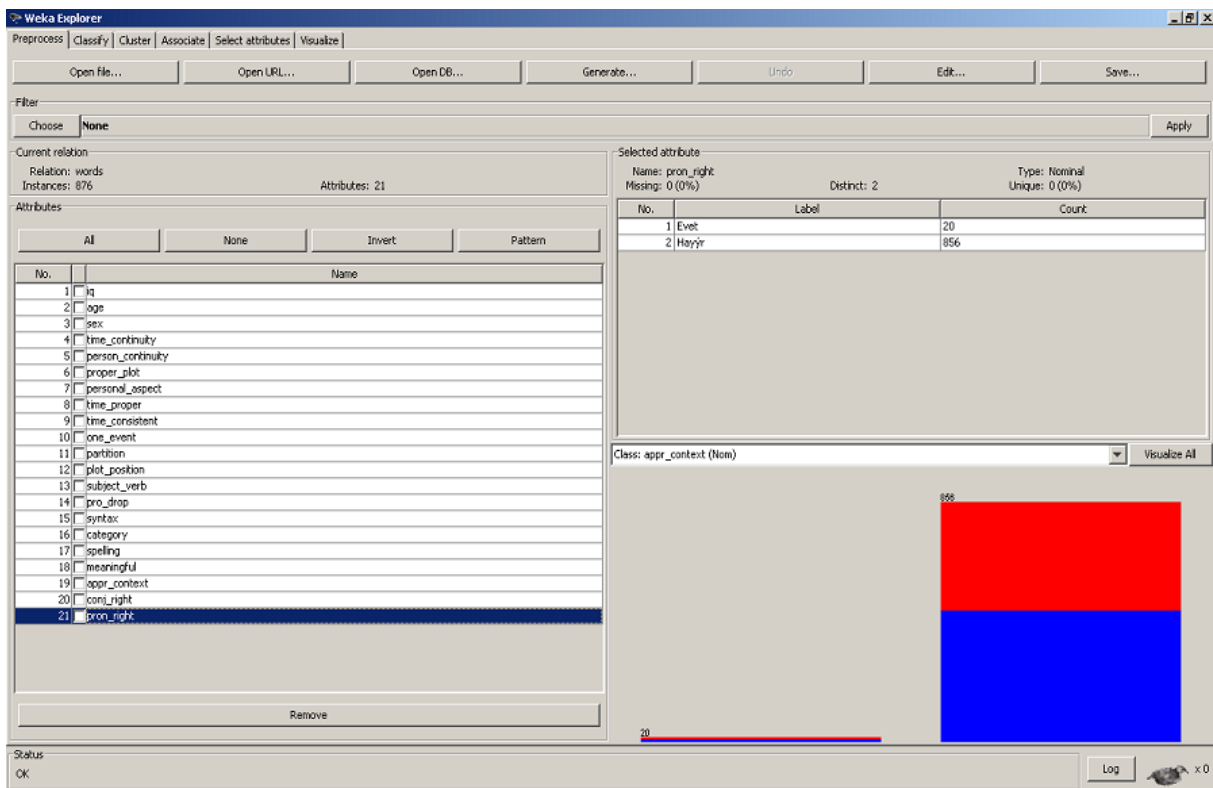 Weka Explorer
Preprocess Classify Cluster Associate Select attributes Visualize
Open file... Open URL... Open DB... Generate... Undo Edit... Save...
Filter
Choose None Apply
Current relation
Relation: words
Instances: 876 Attributes: 21
Attributes
All None Invert Pattern
No. Name
1 iq
2 age
3 sex
4 time_continuity
5 person_continuity
6 proper_plot
7 personal_aspect
8 time_proper
9 time_consistent
10 one_event
11 partition
12 plot_position
13 subject_verb
14 pro_drop
15 syntax
16 category
17 spelling
18 meaningful
19 appr_context
20 conj_right
21 pron_right
Remove
Selected attribute
Name: pron_right Type: Nominal
Missing: 0 (0%) Distinct: 2 Unique: 0 (0%)
No. Label Count
1 Evet 20
2 Hayýr 856
Class: appr_context (Nom) Visualize All
856
20
Status
OK
Log x 0